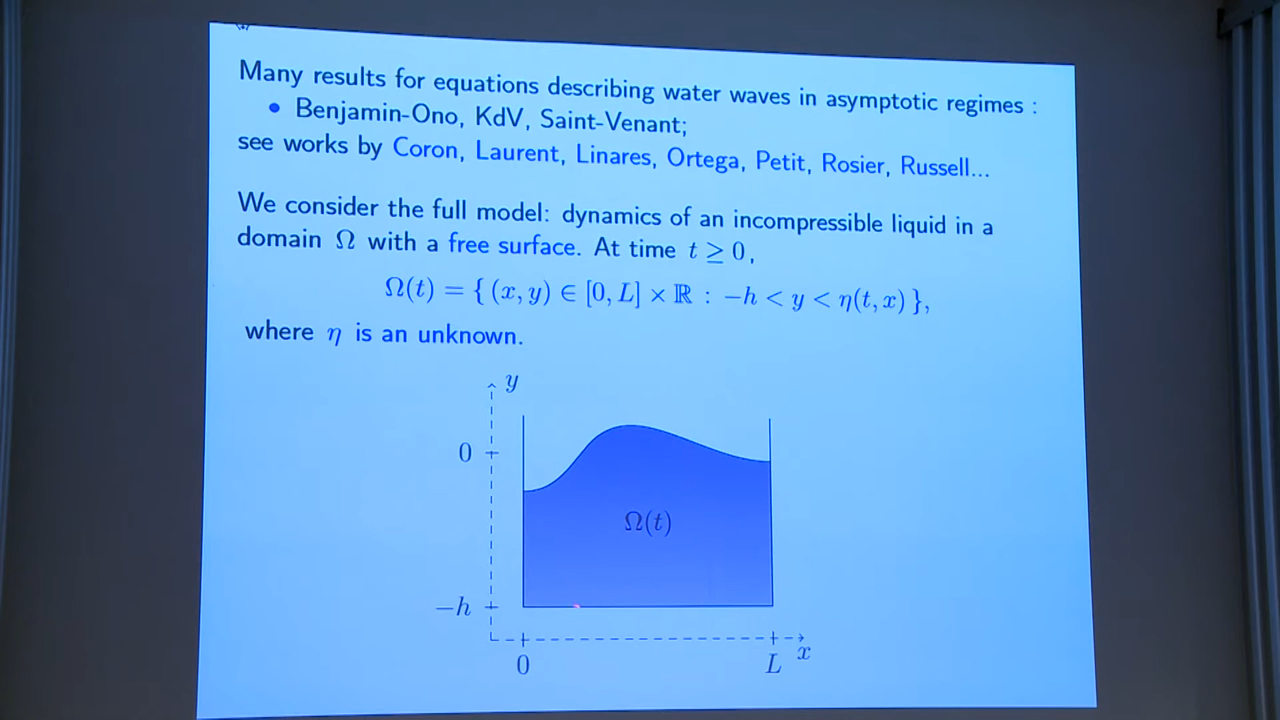 Many results for equations describing water waves in asymptotic regimes :
• Benjamin-Ono, KdV, Saint-Venant;
see works by Coron, Laurent, Linares, Ortega, Petit, Rosier, Russell...
We consider the full model: dynamics of an incompressible liquid in a
domain Ω with a free surface. At time t ≥ 0,
Ω(t) = { (x, y) ∈ [0, L] × ℝ : −h < y < η(t, x) },
where η is an unknown.
y
0
Ω(t)
−h
0
L
x